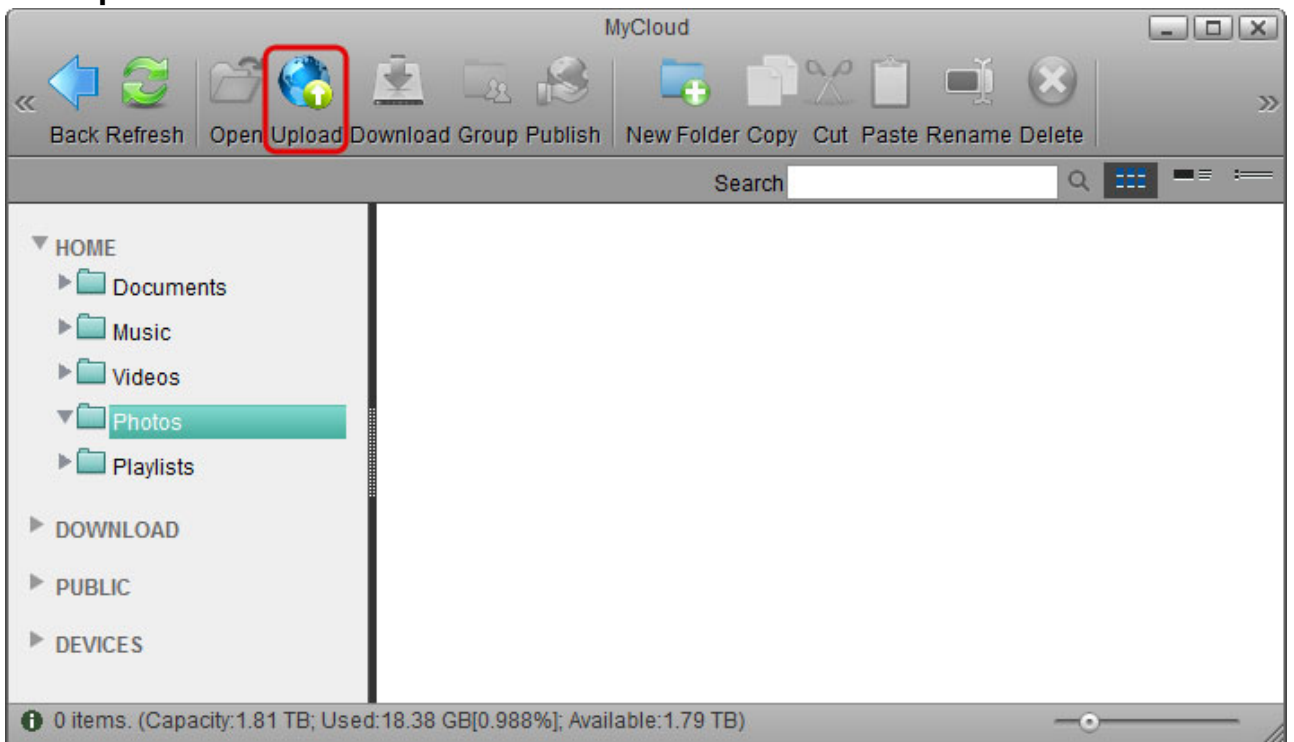 MyCloud
Back Refresh Open Upload Download Group Publish New Folder Copy Cut Paste Rename Delete
Search
HOME
Documents
Music
Videos
Photos
Playlists
DOWNLOAD
PUBLIC
DEVICES
0 items. (Capacity:1.81 TB; Used:18.38 GB[0.988%]; Available:1.79 TB)